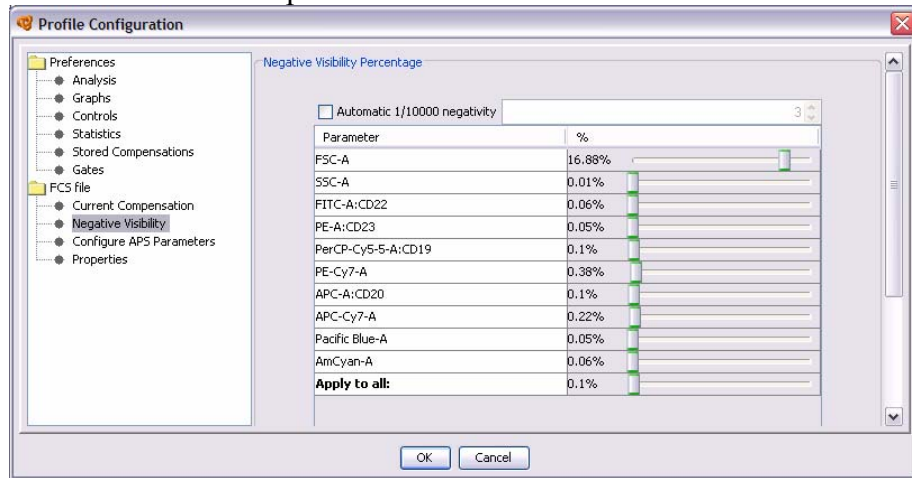 Profile Configuration
Preferences
Analysis
Graphs
Controls
Statistics
Stored Compensations
Gates
FCS file
Current Compensation
Negative Visibility
Configure APS Parameters
Properties
Negative Visibility Percentage
Automatic 1/10000 negativity 3
Parameter %
FSC-A 16.88%
SSC-A 0.01%
FITC-A:CD22 0.06%
PE-A:CD23 0.05%
PerCP-Cy5-5-A:CD19 0.1%
PE-Cy7-A 0.38%
APC-A:CD20 0.1%
APC-Cy7-A 0.22%
Pacific Blue-A 0.05%
AmCyan-A 0.06%
Apply to all: 0.1%
OK Cancel